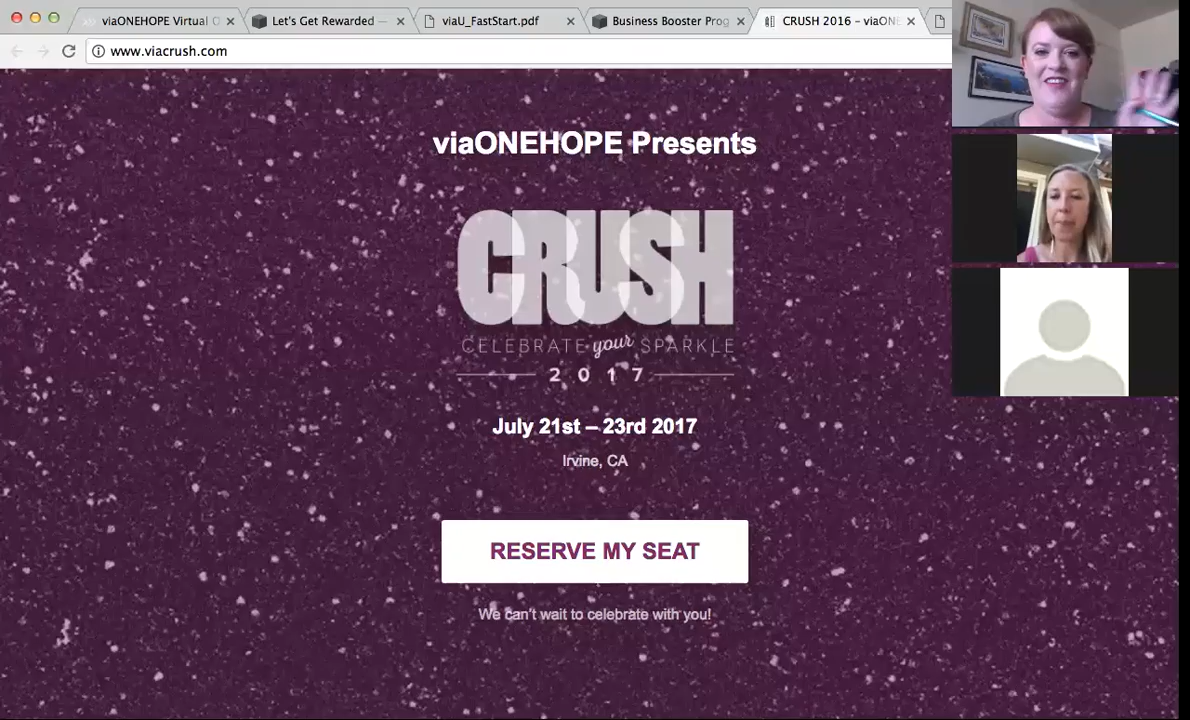 viaONEHOPE Virtual O
Let's Get Rewarded —
viaU_FastStart.pdf
Business Booster Prog
CRUSH 2016 – viaONE
www.viacrush.com
viaONEHOPE Presents
CRUSH
CELEBRATE your SPARKLE
2017
July 21st – 23rd 2017
Irvine, CA
RESERVE MY SEAT
We can't wait to celebrate with you!